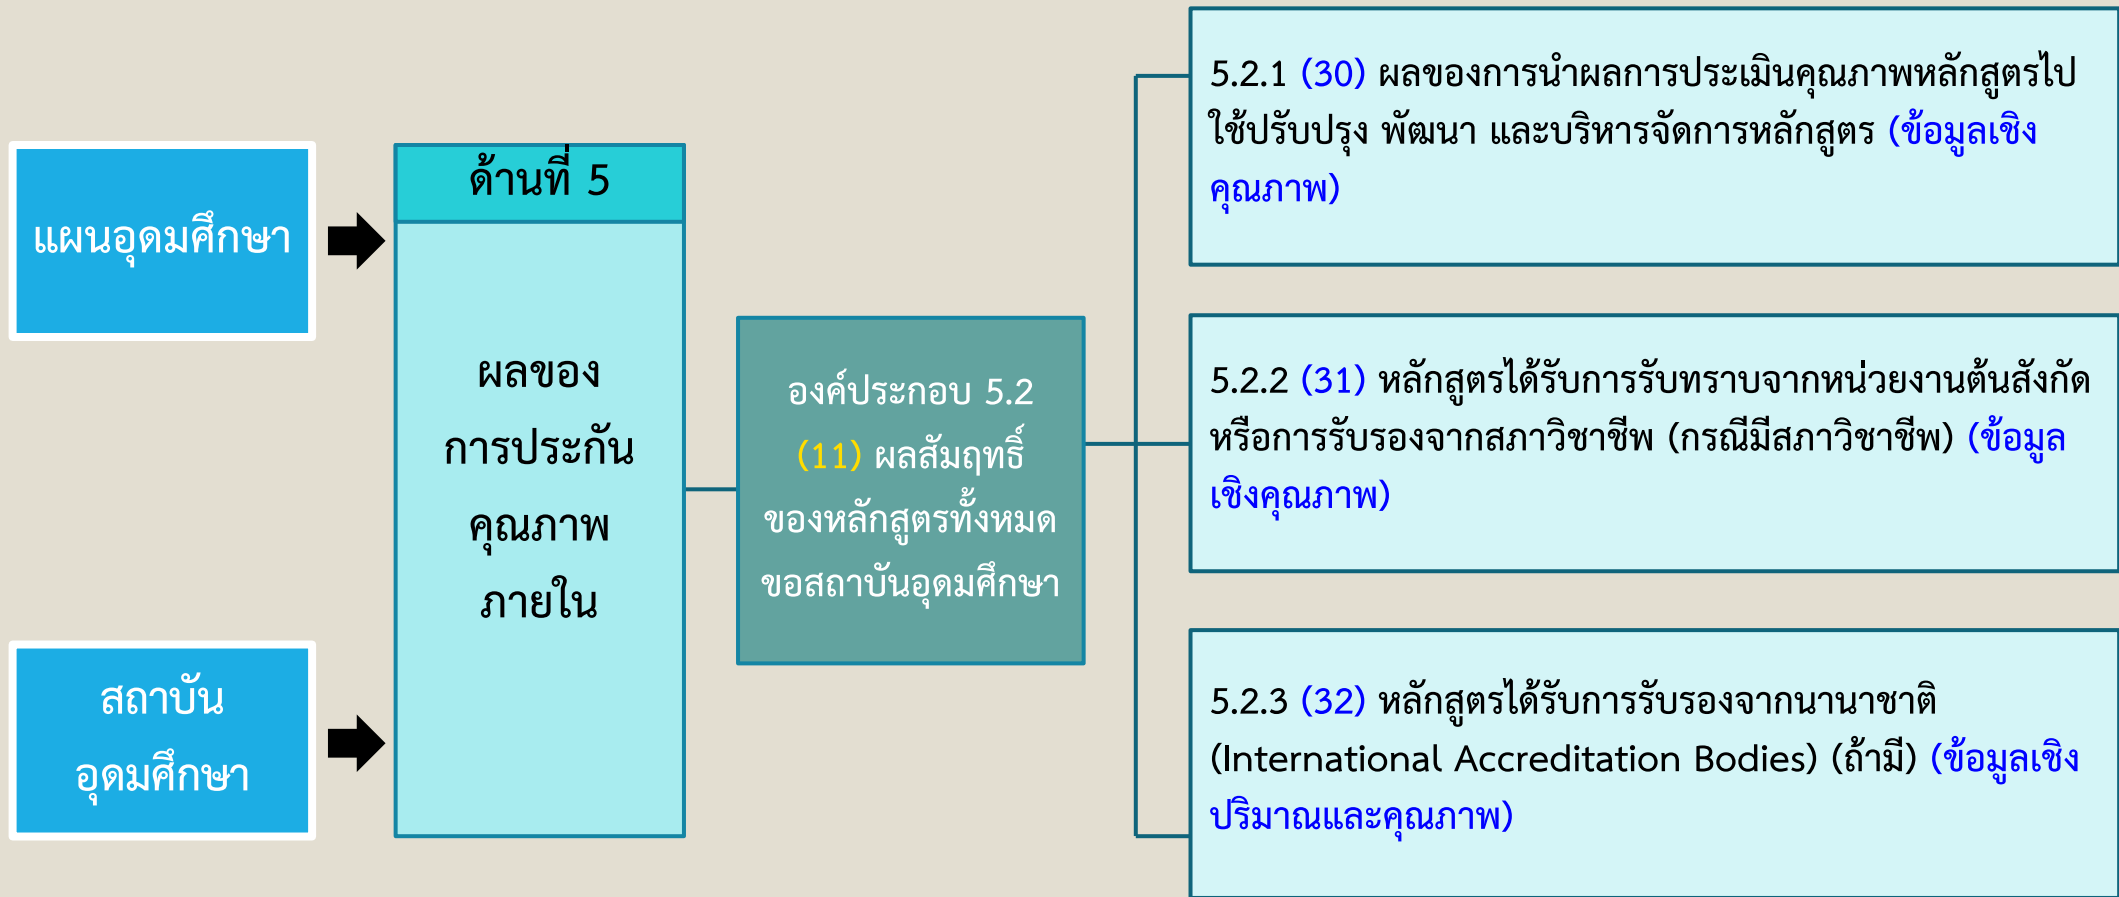 แผนอุดมศึกษา
สถาบัน
อุดมศึกษา
ด้านที่ 5
ผลของ
การประกัน
คุณภาพ
ภายใน
องค์ประกอบ 5.2
(11) ผลสัมฤทธิ์
ของหลักสูตรทั้งหมด
ขอสถาบันอุดมศึกษา
5.2.1 (30) ผลของการนำผลการประเมินคุณภาพหลักสูตรไป
ใช้ปรับปรุง พัฒนา และบริหารจัดการหลักสูตร (ข้อมูลเชิง
คุณภาพ)
5.2.2 (31) หลักสูตรได้รับการรับทราบจากหน่วยงานต้นสังกัด
หรือการรับรองจากสภาวิชาชีพ (กรณีมีสภาวิชาชีพ) (ข้อมูล
เชิงคุณภาพ)
5.2.3 (32) หลักสูตรได้รับการรับรองจากนานาชาติ
(International Accreditation Bodies) (ถ้ามี) (ข้อมูลเชิง
ปริมาณและคุณภาพ)